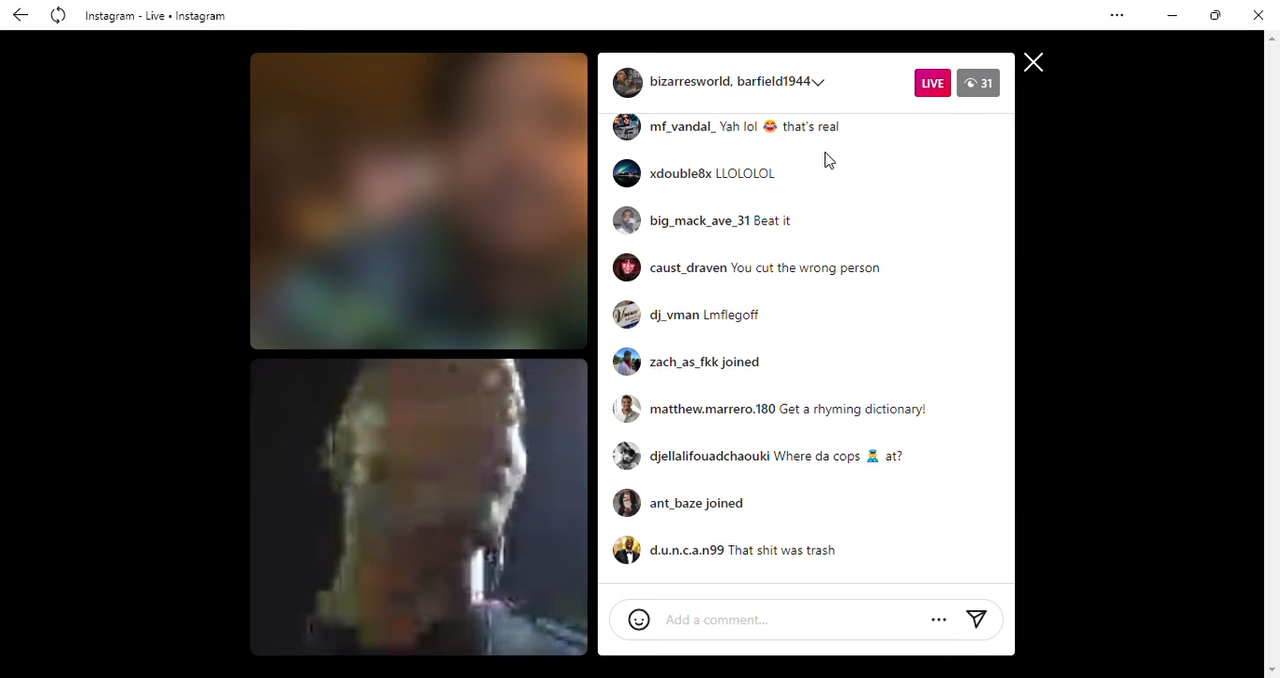 Instagram - Live • Instagram
bizarresworld, barfield1944
LIVE
31
mf_vandal_ Yah lol 😂 that's real
xdouble8x LLOLOLOL
big_mack_ave_31 Beat it
caust_draven You cut the wrong person
dj_vman Lmflegoff
zach_as_fkk joined
matthew.marrero.180 Get a rhyming dictionary!
djellalifouadchaouki Where da cops 👮 at?
ant_baze joined
d.u.n.c.a.n99 That shit was trash
Add a comment...